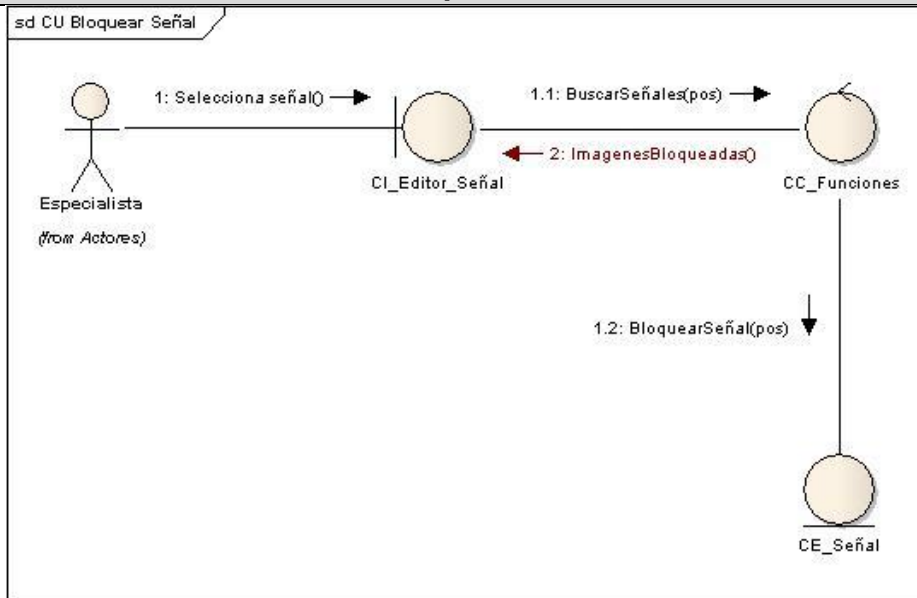 sd CU Bloquear Señal
1: Selecciona señal()
1.1: BuscarSeñales(pos)
2: ImagenesBloqueadas()
CI_Editor_Señal
CC_Funciones
Especialista
(from Actores)
1.2: BloquearSeñal(pos)
CE_Señal